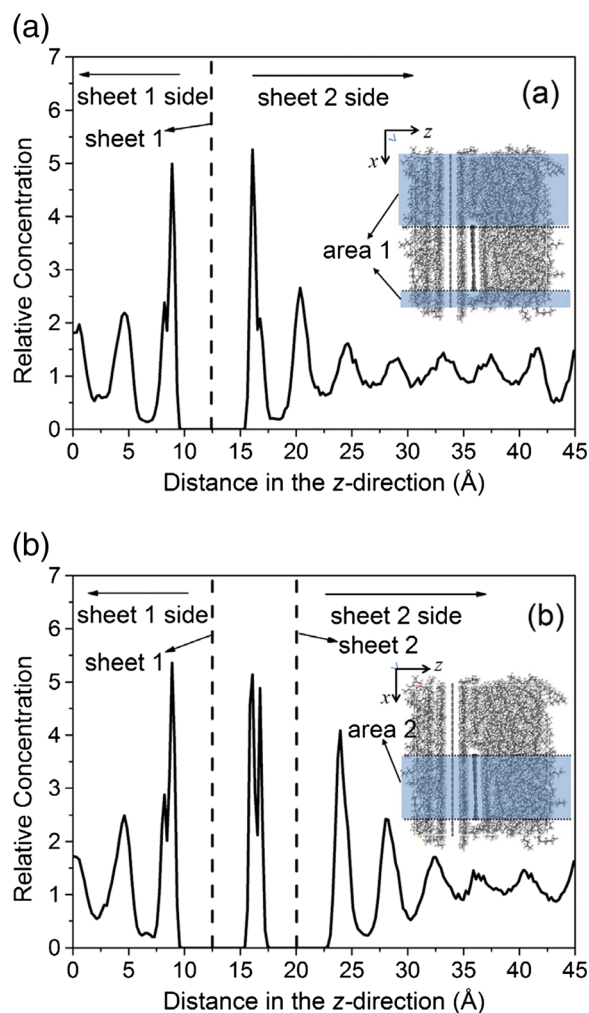 (a)
7
6
5
4
3
2
1
0
Relative Concentration
sheet 1 side
sheet 2 side
sheet 1
(a)
z
x
area 1
0 5 10 15 20 25 30 35 40 45
Distance in the z-direction (Å)
(b)
7
6
5
4
3
2
1
0
Relative Concentration
sheet 1 side
sheet 2 side
sheet 1
sheet 2
(b)
z
x
area 2
0 5 10 15 20 25 30 35 40 45
Distance in the z-direction (Å)